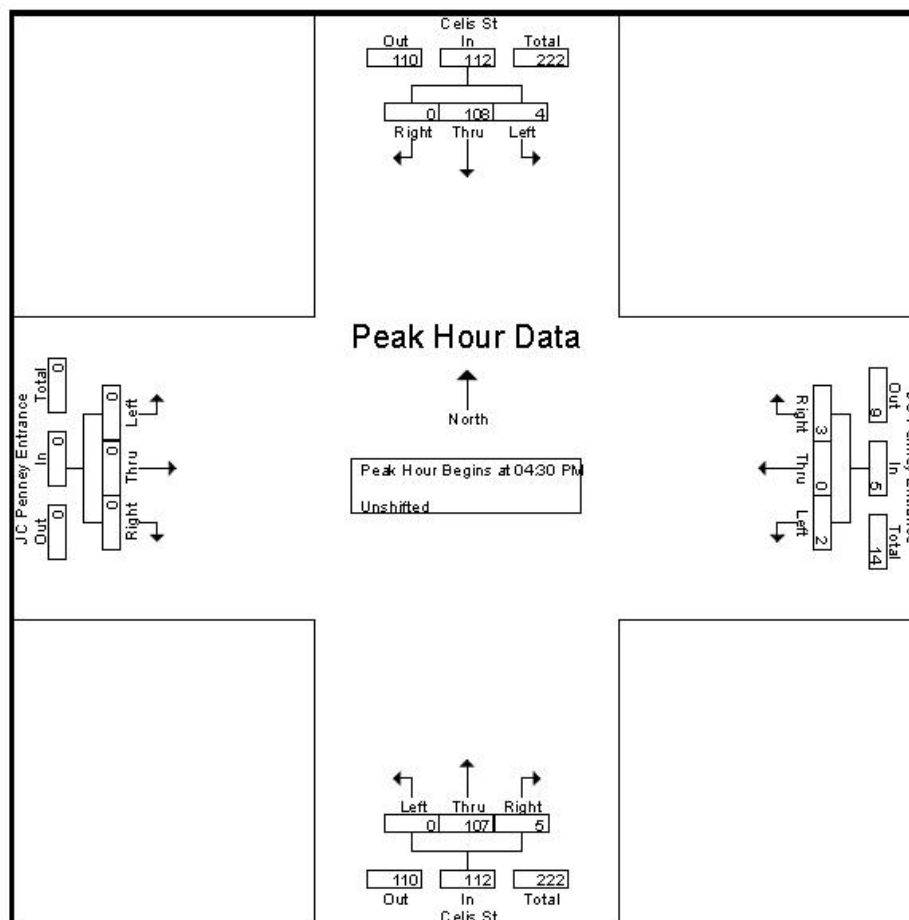 Celis St
Out In Total
110 112 222
0 108 4
Right Thru Left
Peak Hour Data
North
Peak Hour Begins at 04:30 PM
Unshifted
JC Penney Entrance
Total In Out
0 0 0
0 0 0
Left Thru Right
Right Thru Left
3 0 2
9 5 14
Out In Total
Left Thru Right
0 107 5
110 112 222
Out In Total
Celis St